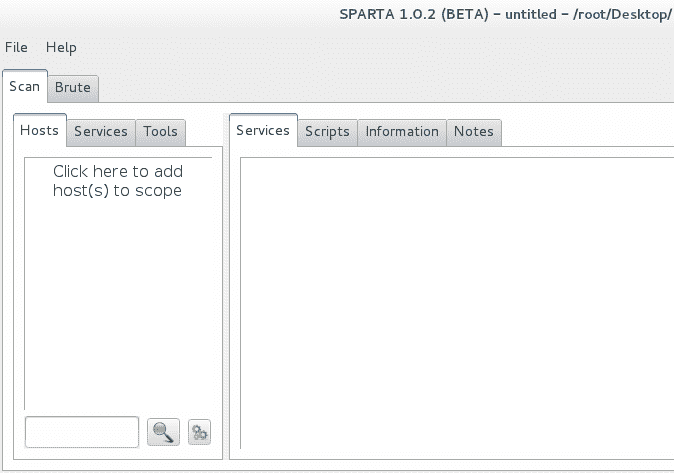 SPARTA 1.0.2 (BETA) - untitled - /root/Desktop/
File Help
Scan Brute
Hosts Services Tools Services Scripts Information Notes
Click here to add
host(s) to scope